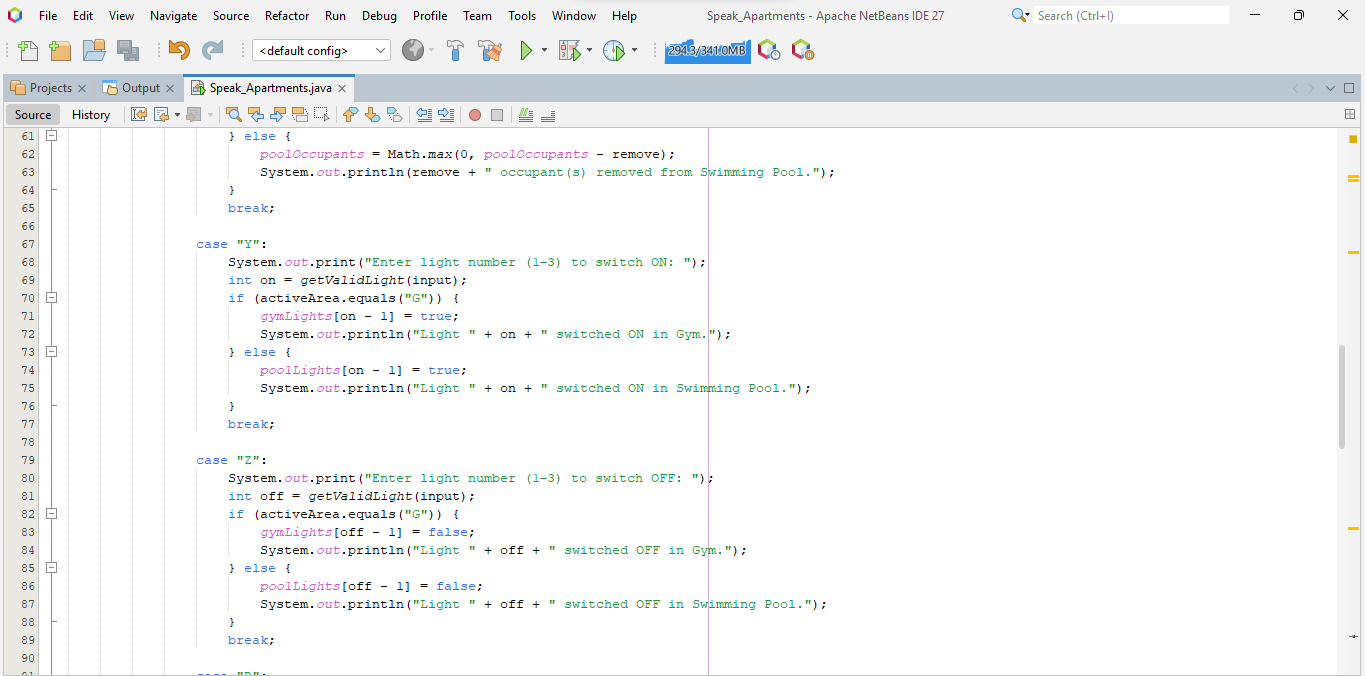 File Edit View Navigate Source Refactor Run Debug Profile Team Tools Window Help Speak_Apartments - Apache NetBeans IDE 27 Search (Ctrl+I)
<default config> 294.3/341.0MB
Projects Output Speak_Apartments.java
Source History
61 } else {
62 poolOccupants = Math.max(0, poolOccupants - remove);
63 System.out.println(remove + " occupant(s) removed from Swimming Pool.");
64 }
65 break;
66
67 case "Y":
68 System.out.print("Enter light number (1-3) to switch ON: ");
69 int on = getValidLight(input);
70 if (activeArea.equals("G")) {
71 gymLights[on - 1] = true;
72 System.out.println("Light " + on + " switched ON in Gym.");
73 } else {
74 poolLights[on - 1] = true;
75 System.out.println("Light " + on + " switched ON in Swimming Pool.");
76 }
77 break;
78
79 case "Z":
80 System.out.print("Enter light number (1-3) to switch OFF: ");
81 int off = getValidLight(input);
82 if (activeArea.equals("G")) {
83 gymLights[off - 1] = false;
84 System.out.println("Light " + off + " switched OFF in Gym.");
85 } else {
86 poolLights[off - 1] = false;
87 System.out.println("Light " + off + " switched OFF in Swimming Pool.");
88 }
89 break;
90